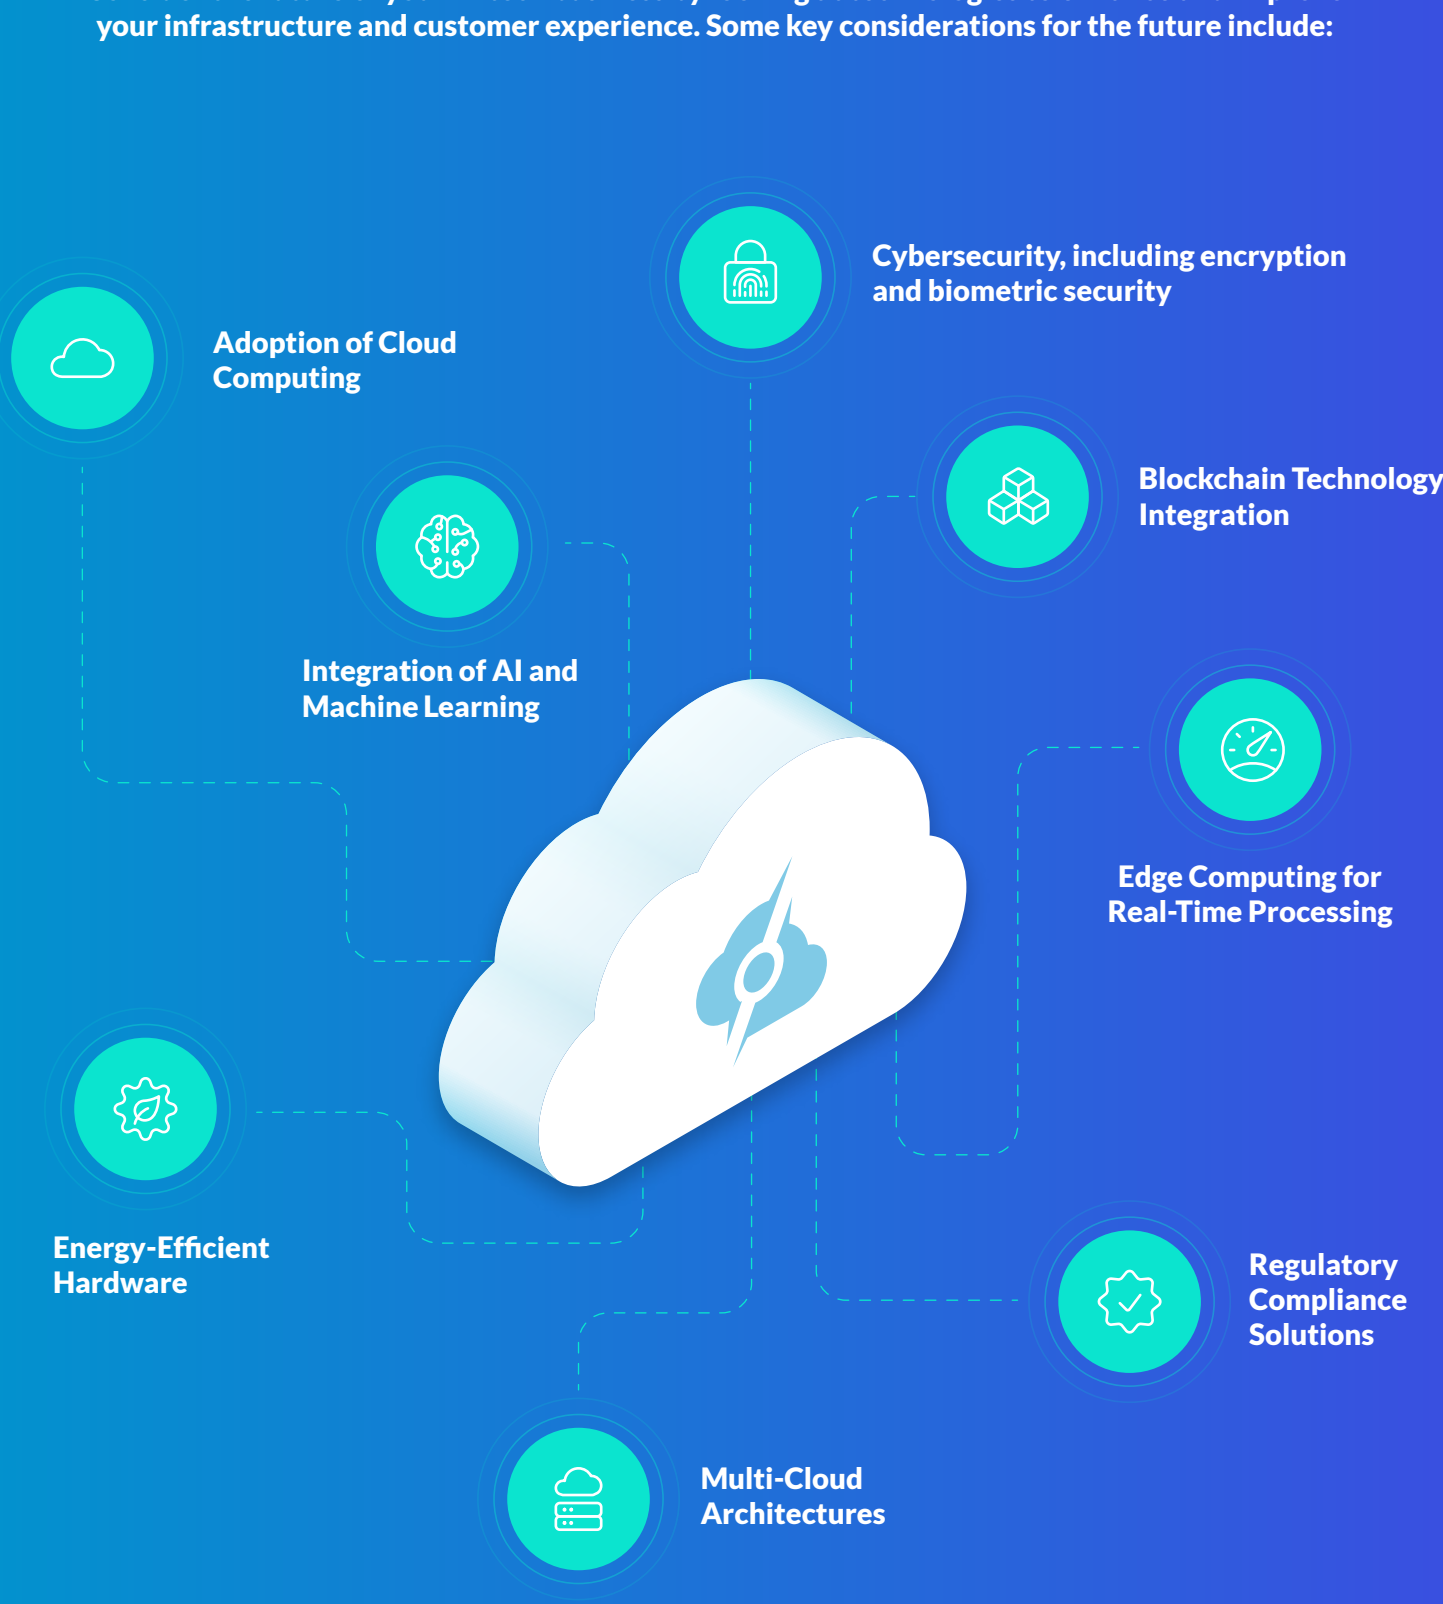 your infrastructure and customer experience. Some key considerations for the future include:
Cybersecurity, including encryption
and biometric security
Adoption of Cloud
Computing
Blockchain Technology
Integration
Integration of AI and
Machine Learning
Edge Computing for
Real-Time Processing
Energy-Efficient
Hardware
Regulatory
Compliance
Solutions
Multi-Cloud
Architectures